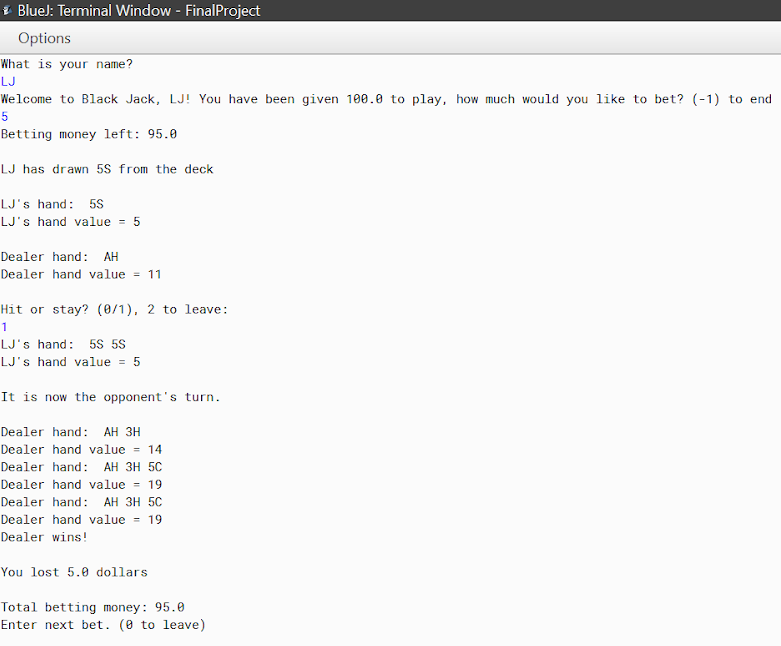 BlueJ: Terminal Window - FinalProject
Options
What is your name?
LJ
Welcome to Black Jack, LJ! You have been given 100.0 to play, how much would you like to bet? (-1) to end
5
Betting money left: 95.0
LJ has drawn 5S from the deck
LJ's hand:  5S
LJ's hand value = 5
Dealer hand:  AH
Dealer hand value = 11
Hit or stay? (0/1), 2 to leave:
1
LJ's hand:  5S 5S
LJ's hand value = 5
It is now the opponent's turn.
Dealer hand:  AH 3H
Dealer hand value = 14
Dealer hand:  AH 3H 5C
Dealer hand value = 19
Dealer hand:  AH 3H 5C
Dealer hand value = 19
Dealer wins!
You lost 5.0 dollars
Total betting money: 95.0
Enter next bet. (0 to leave)